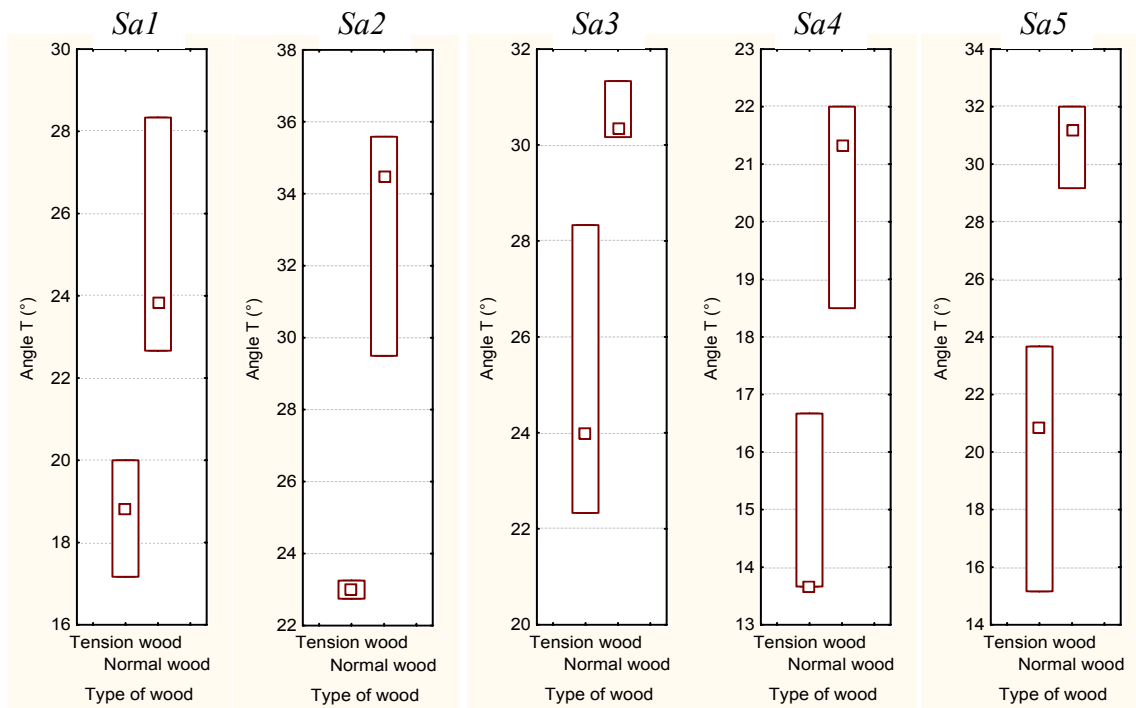 Sa1
30
28
26
24
22
20
18
16
Angle T (°)
Tension wood
Normal wood
Type of wood
Sa2
38
36
34
32
30
28
26
24
22
Angle T (°)
Tension wood
Normal wood
Type of wood
Sa3
32
30
28
26
24
22
20
Angle T (°)
Tension wood
Normal wood
Type of wood
Sa4
23
22
21
20
19
18
17
16
15
14
13
Angle T (°)
Tension wood
Normal wood
Type of wood
Sa5
34
32
30
28
26
24
22
20
18
16
14
Angle T (°)
Tension wood
Normal wood
Type of wood